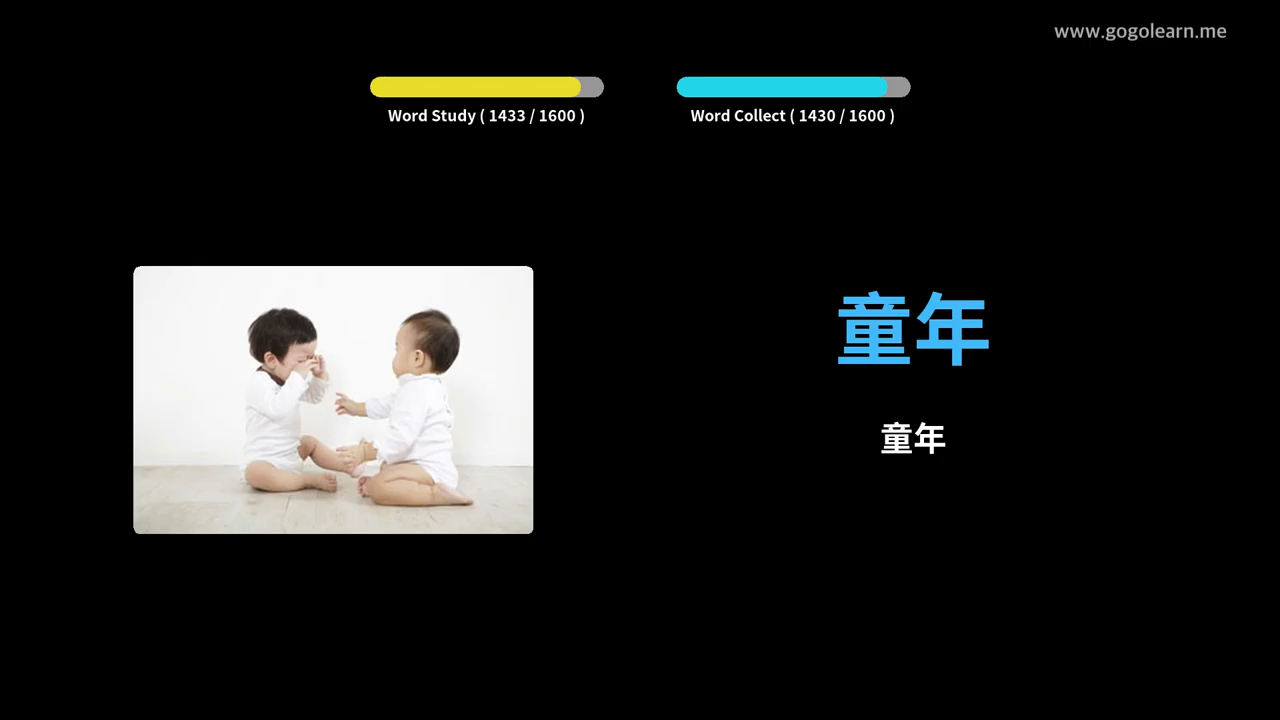 www.gogolearn.me
Word Study ( 1433 / 1600 )
Word Collect ( 1430 / 1600 )
童年
童年